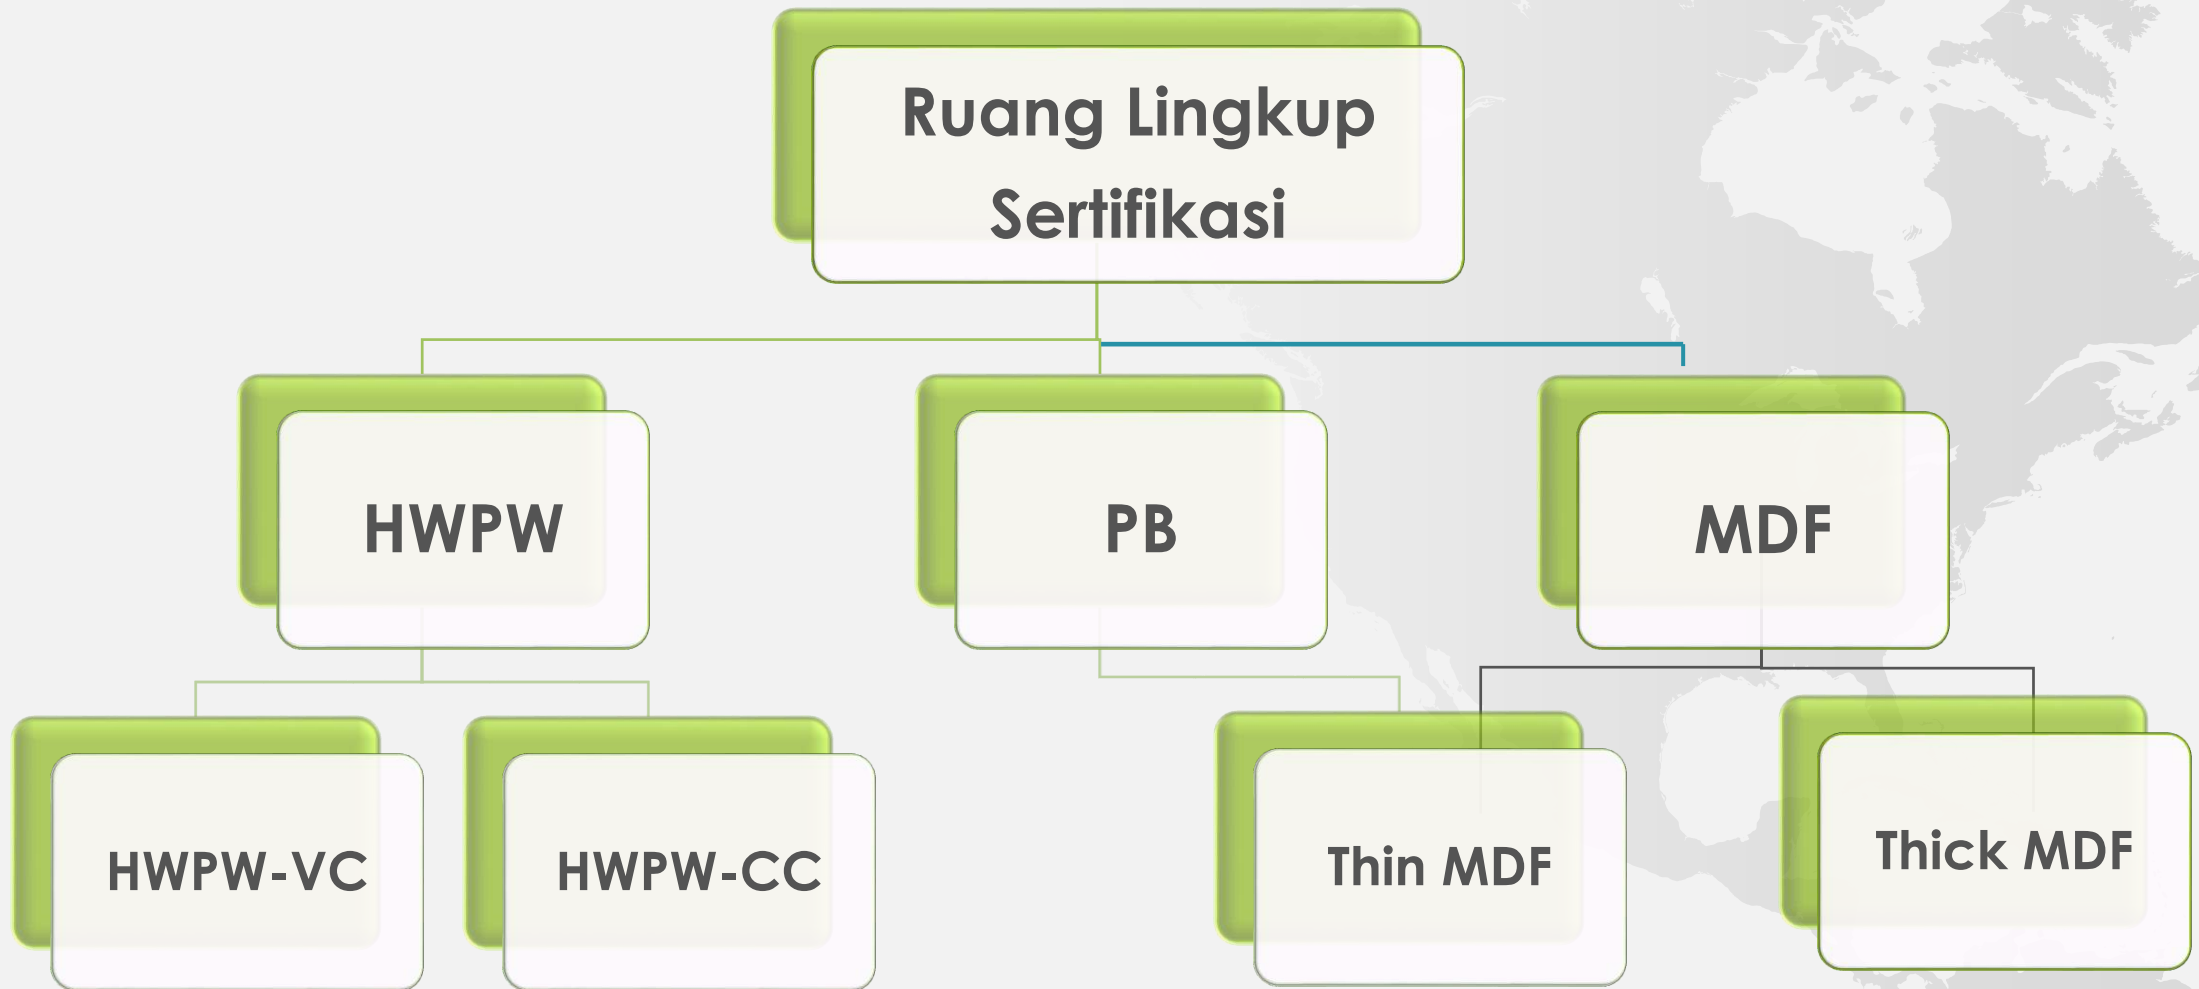 Ruang Lingkup
Sertifikasi
HWPW
PB
MDF
HWPW-VC
HWPW-CC
Thin MDF
Thick MDF